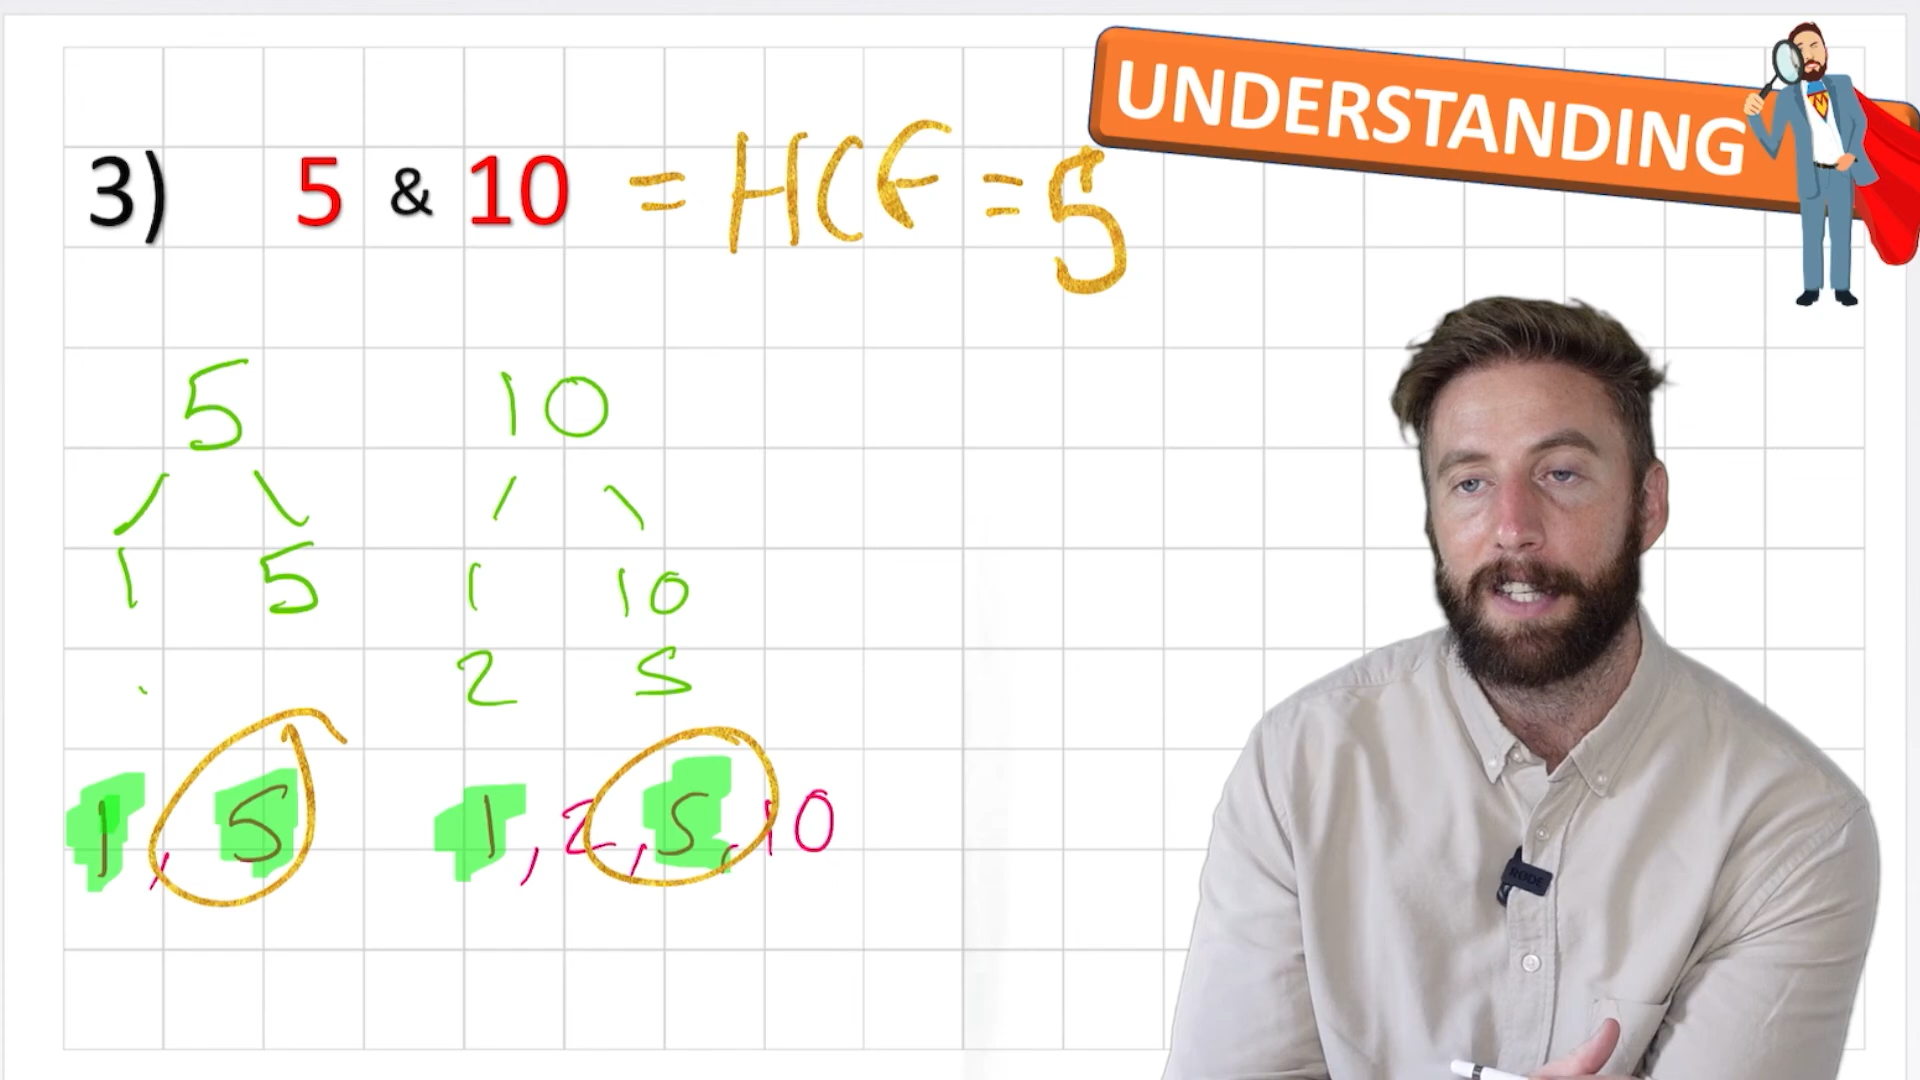 UNDERSTANDING
3) 5 & 10 = HCF = 5
5 10
1 5 1 10
2 5
1, 5 1, 2, 5, 10
RØDE